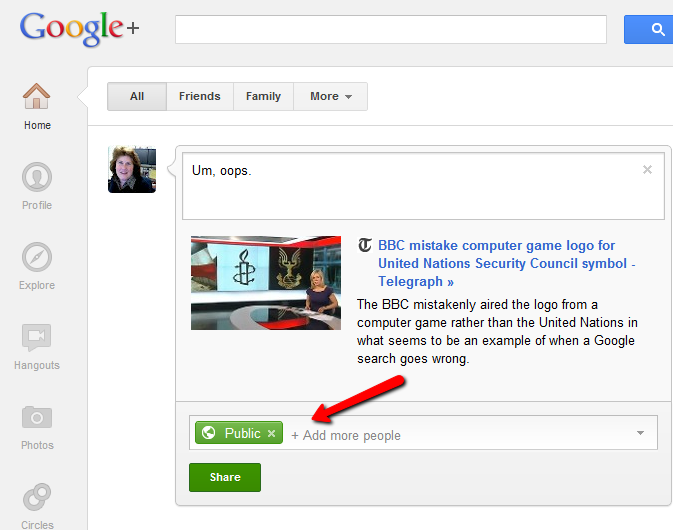 Google+
All Friends Family More
Home
Profile
Explore
Hangouts
Photos
Circles
Um, oops.
BBC mistake computer game logo for
United Nations Security Council symbol -
Telegraph »
The BBC mistakenly aired the logo from a
computer game rather than the United Nations in
what seems to be an example of when a Google
search goes wrong.
Public × + Add more people
Share